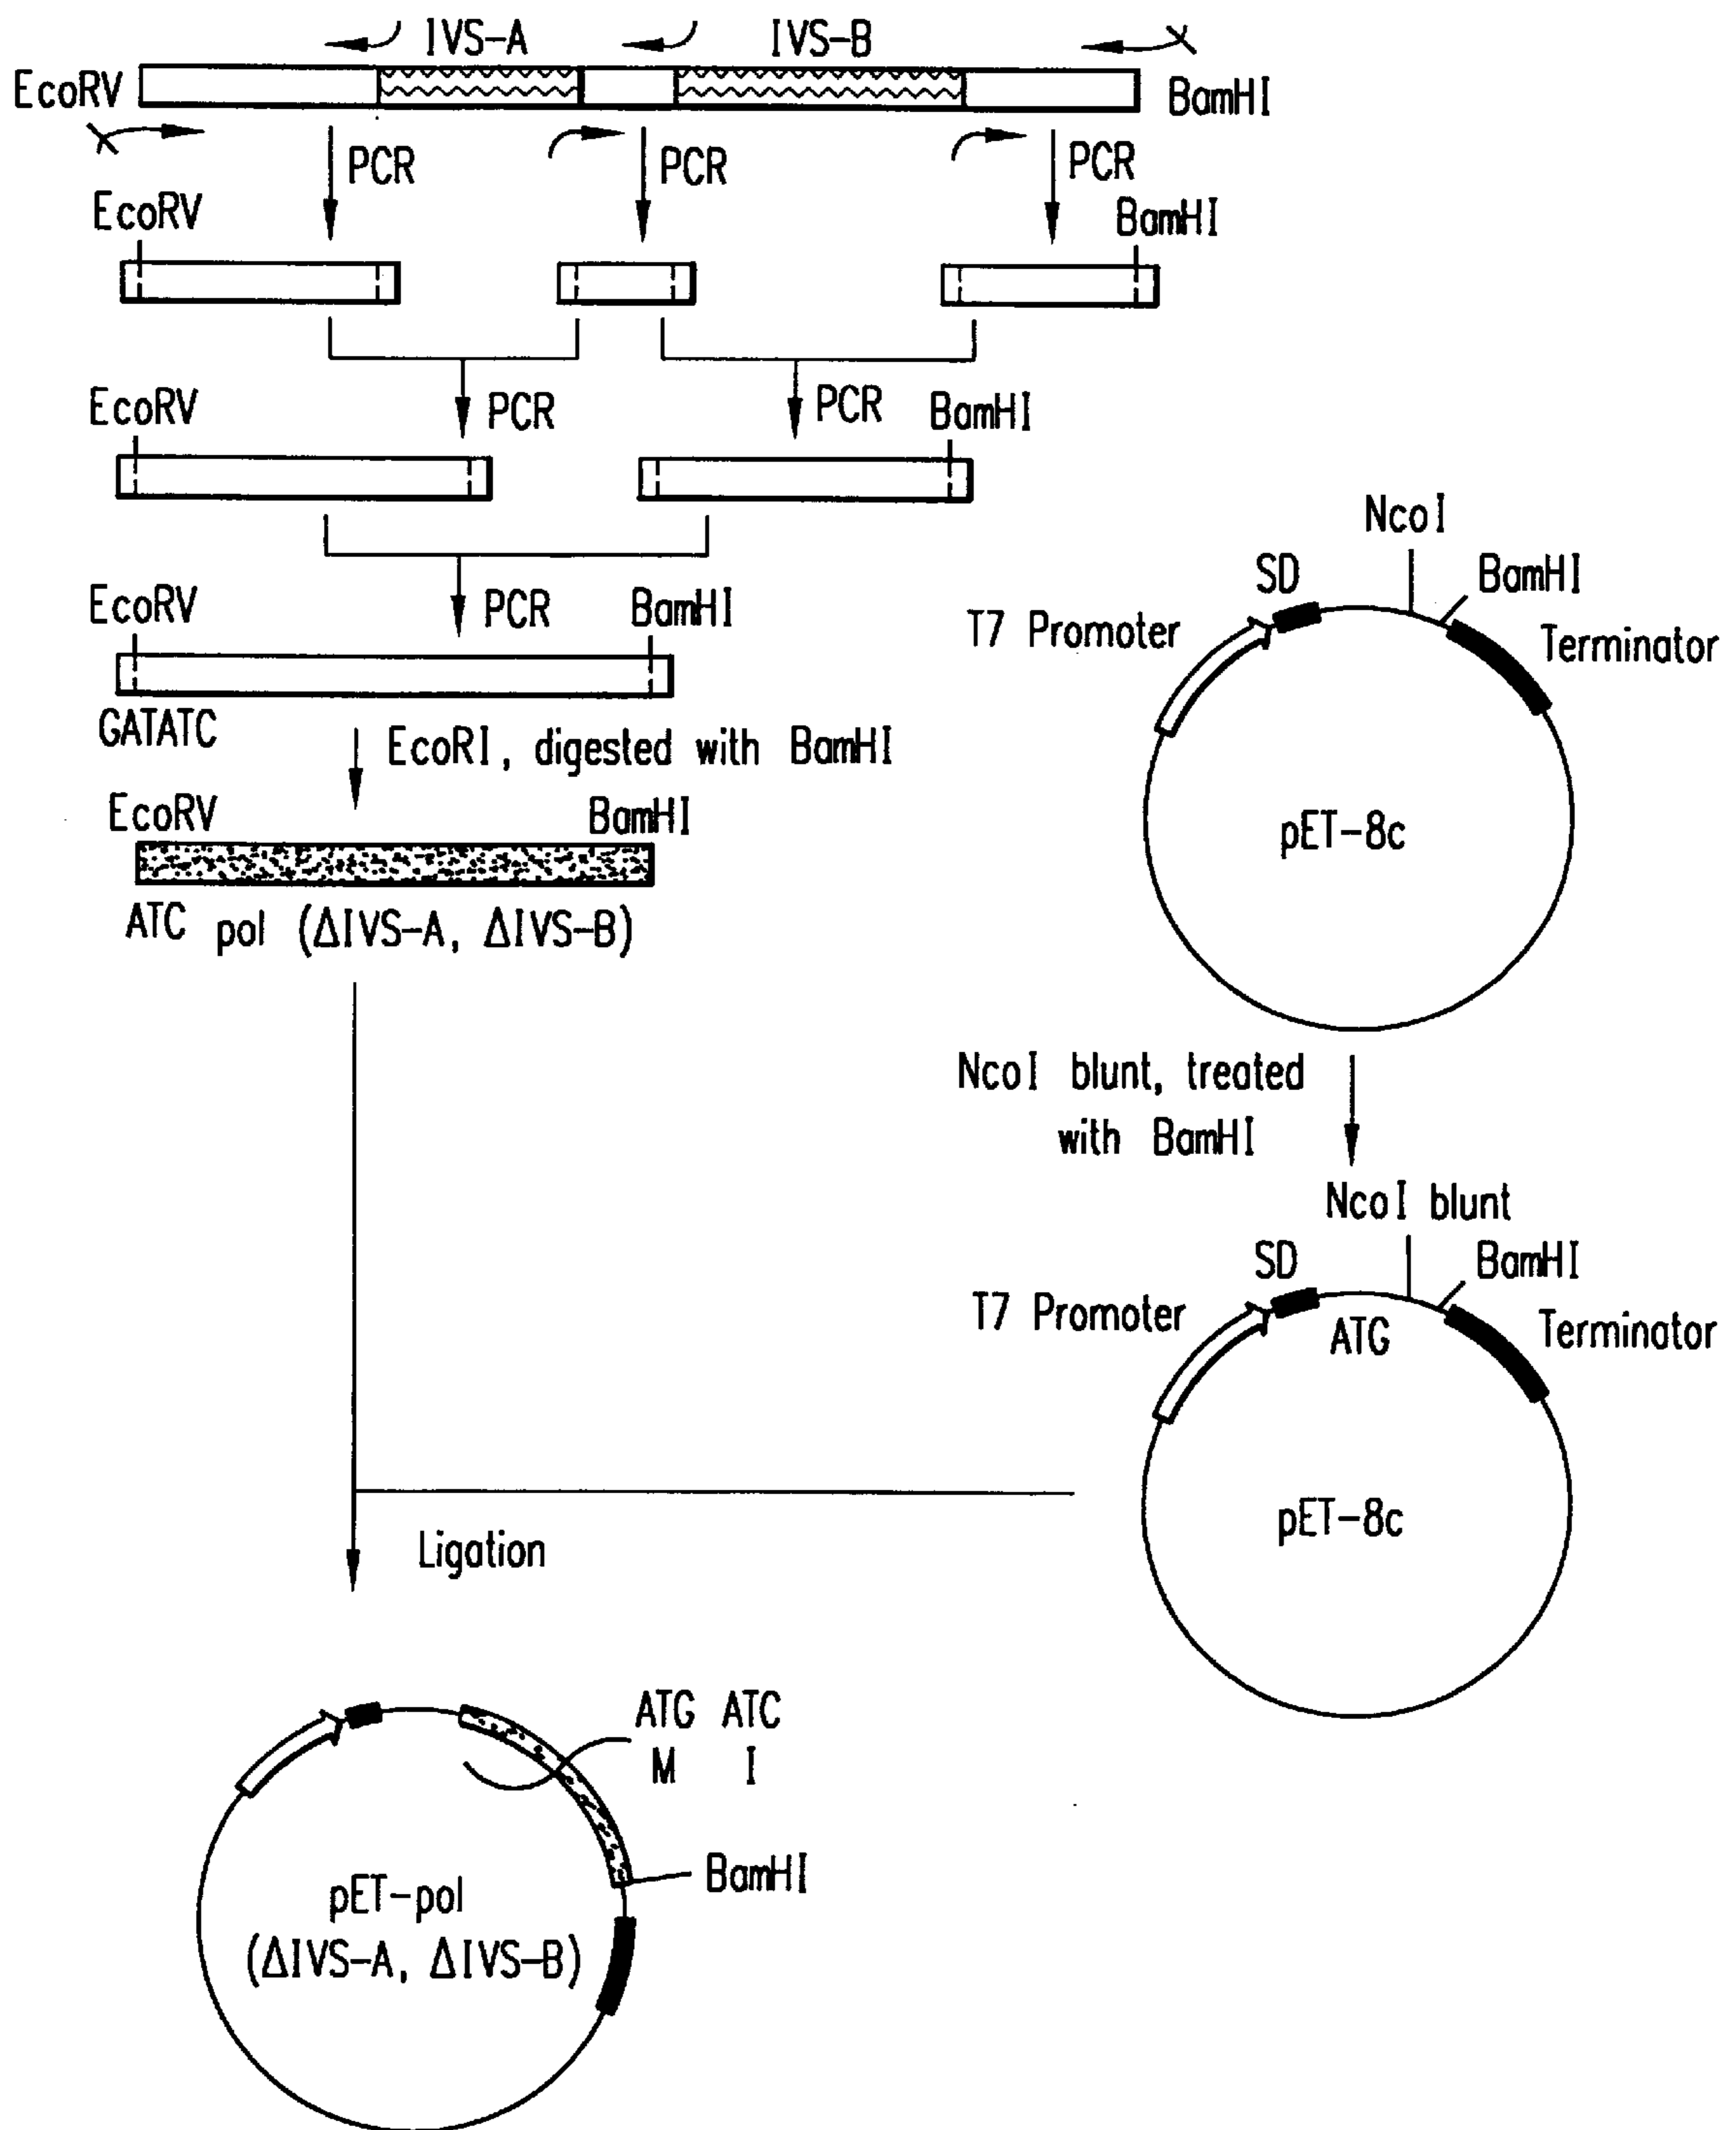 IVS-A IVS-B
EcoRV BamHI
PCR PCR PCR
EcoRV BamHI
EcoRV PCR PCR BamHI
EcoRV PCR BamHI
GATATC
EcoRI, digested with BamHI
EcoRV BamHI
ATC pol (ΔIVS-A, ΔIVS-B)
NcoI
SD BamHI
T7 Promoter Terminator
pET-8c
NcoI blunt, treated
with BamHI
NcoI blunt
SD BamHI
T7 Promoter ATG Terminator
pET-8c
Ligation
ATG ATC
M I
BamHI
pET-pol
(ΔIVS-A, ΔIVS-B)